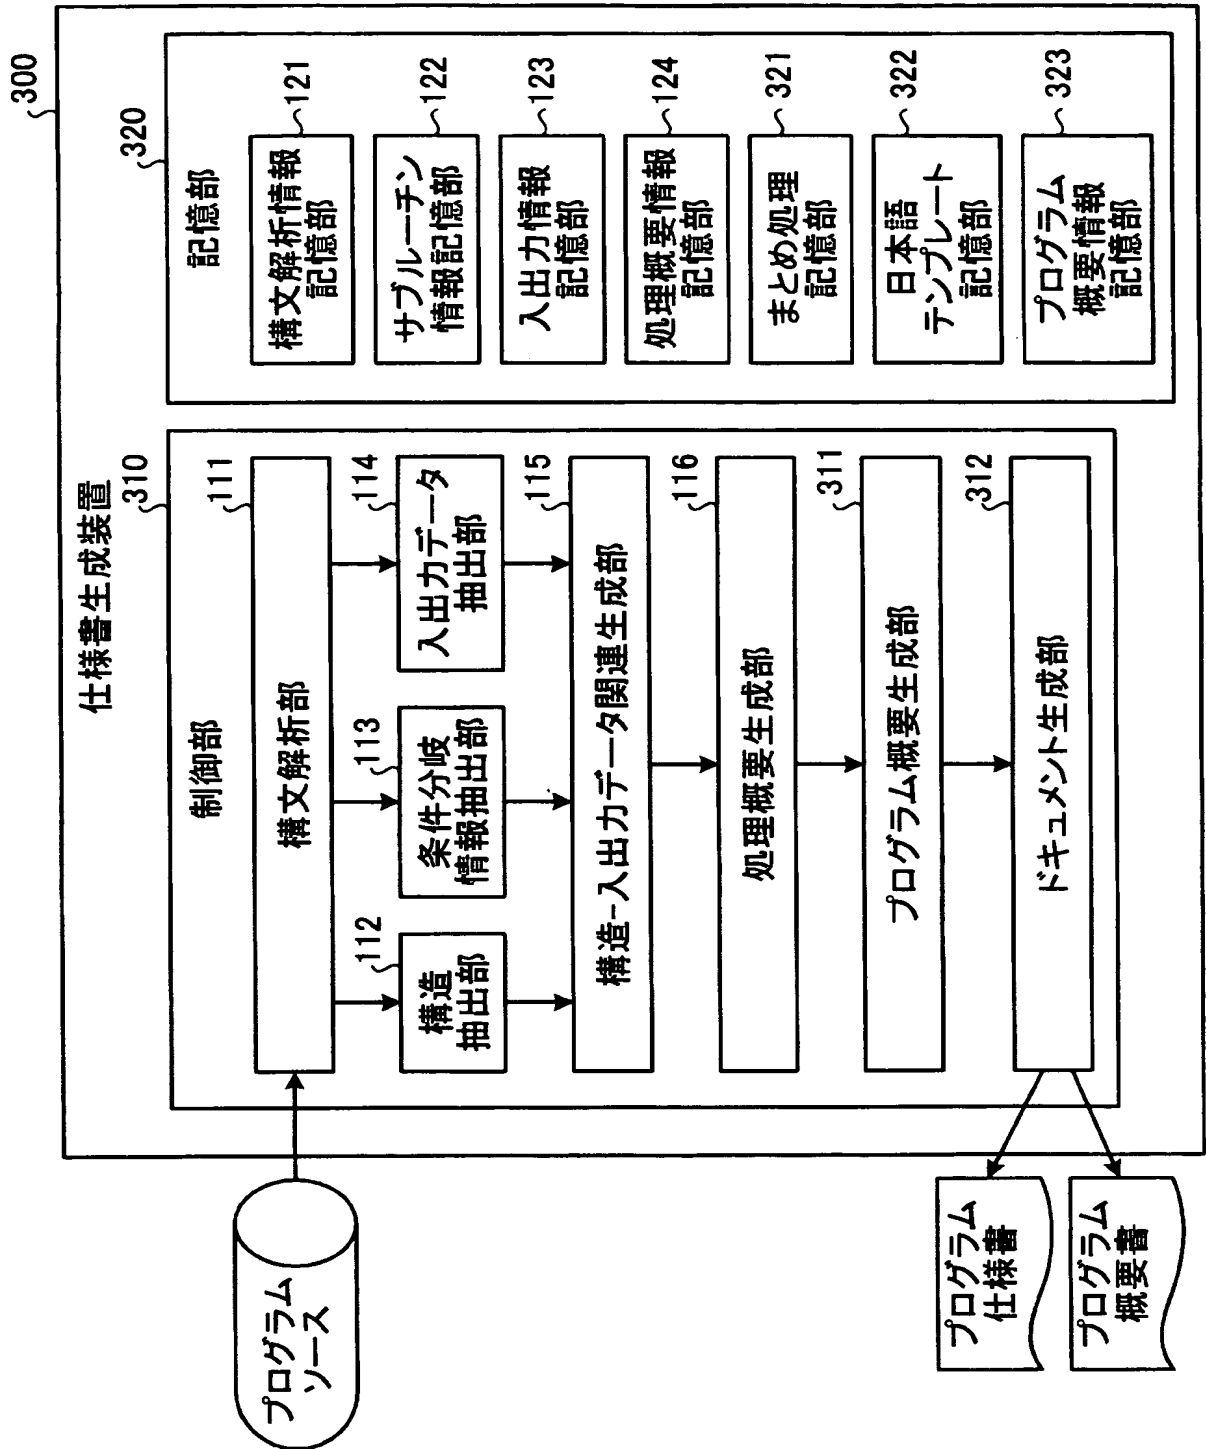 300
仕様書生成装置
310
制御部
111
構文解析部
112
構造
抽出部
113
条件分岐
情報抽出部
114
入出力データ
抽出部
115
構造-入出力データ関連生成部
116
処理概要生成部
311
プログラム概要生成部
312
ドキュメント生成部
320
記憶部
構文解析情報
記憶部
121
サブルーチン
情報記憶部
122
入出力情報
記憶部
123
処理概要情報
記憶部
124
まとめ処理
記憶部
321
日本語
テンプレート
記憶部
322
プログラム
概要情報
記憶部
323
プログラム
ソース
プログラム
仕様書
プログラム
概要書